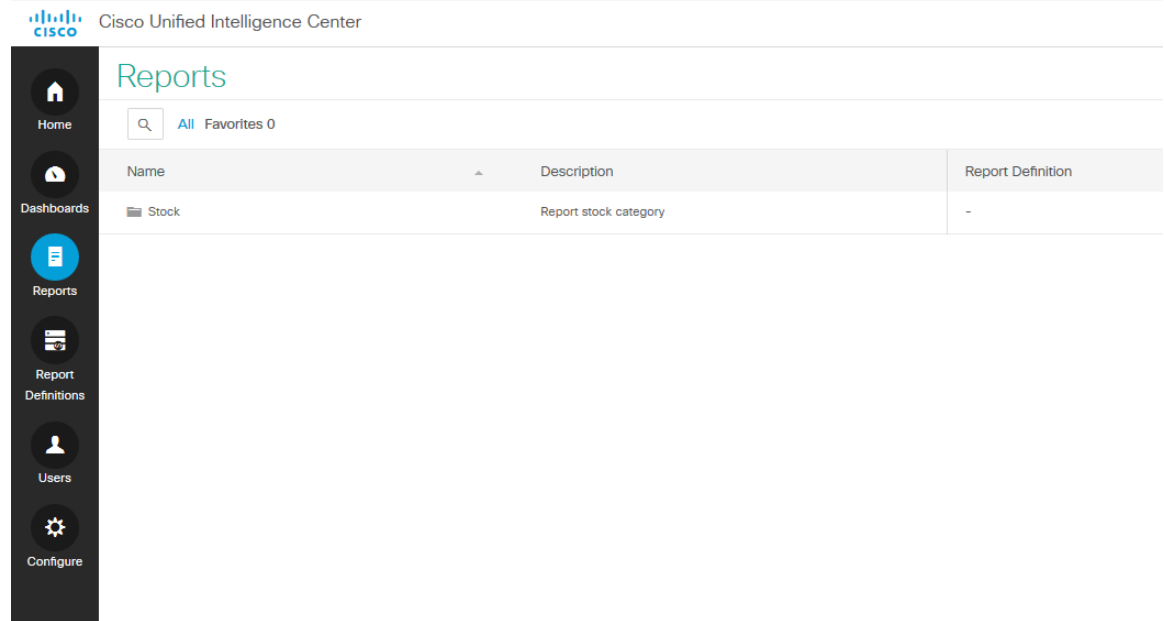 cisco Cisco Unified Intelligence Center
Reports
Home
All Favorites 0
Name Description Report Definition
Dashboards
Stock Report stock category -
Reports
Report
Definitions
Users
Configure